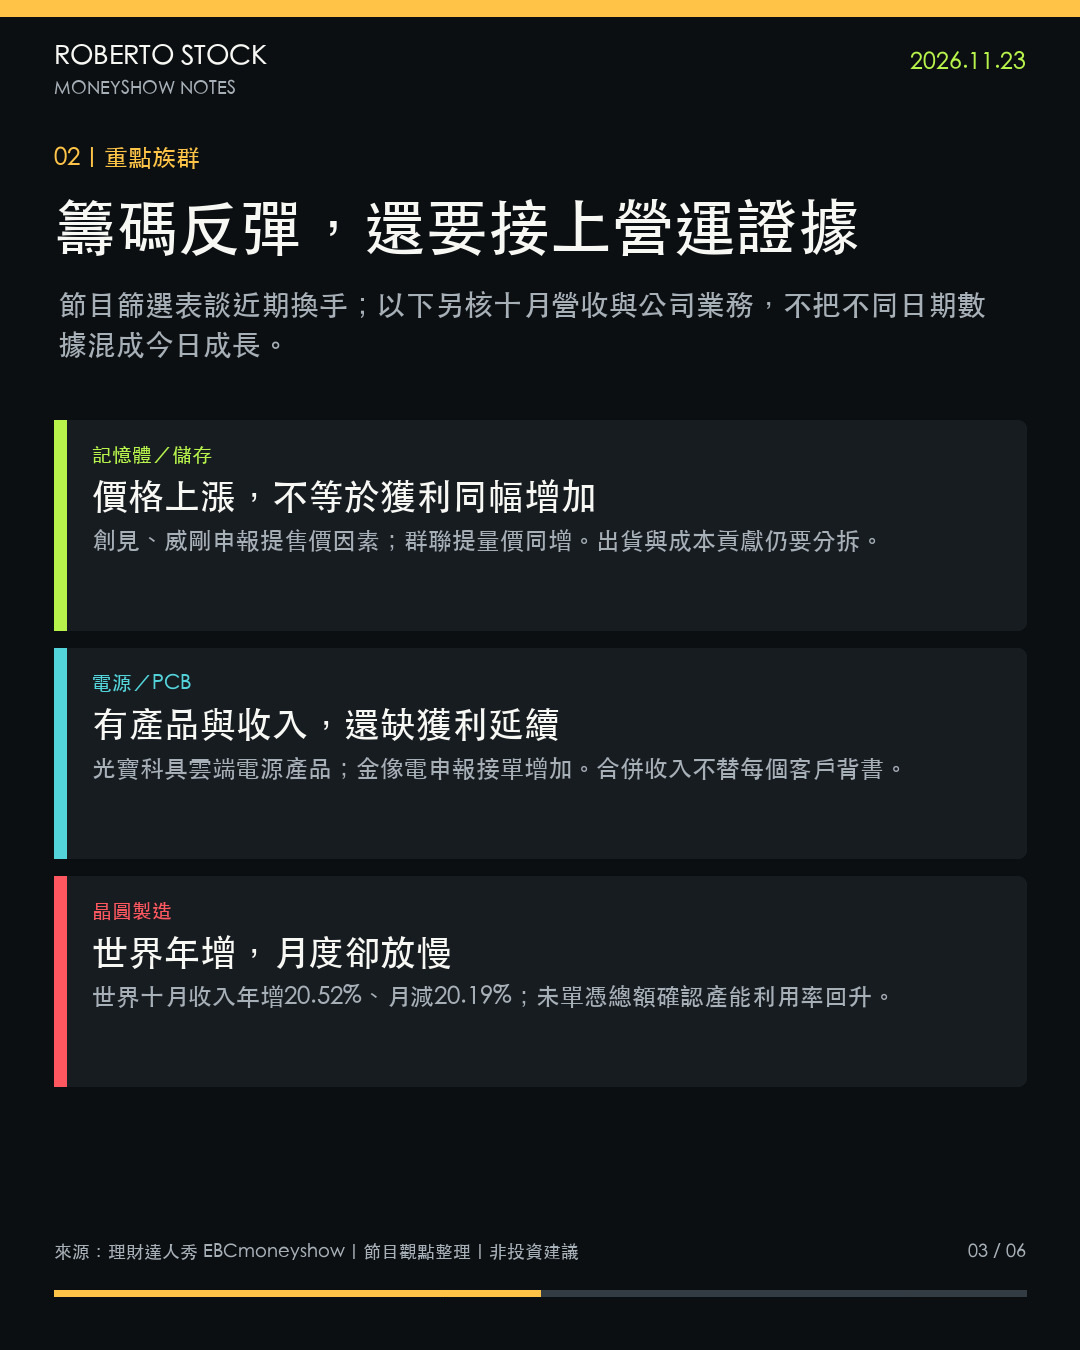 ROBERTO STOCK
MONEYSHOW NOTES
2026.11.23
02｜重點族群
籌碼反彈，還要接上營運證據
節目篩選表談近期換手；以下另核十月營收與公司業務，不把不同日期數
據混成今日成長。
記憶體／儲存
價格上漲，不等於獲利同幅增加
創見、威剛申報提售價因素；群聯提量價同增。出貨與成本貢獻仍要分拆。
電源／PCB
有產品與收入，還缺獲利延續
光寶科具雲端電源產品；金像電申報接單增加。合併收入不替每個客戶背書。
晶圓製造
世界年增，月度卻放慢
世界十月收入年增20.52%、月減20.19%；未單憑總額確認產能利用率回升。
來源：理財達人秀 EBCmoneyshow｜節目觀點整理｜非投資建議
03 / 06